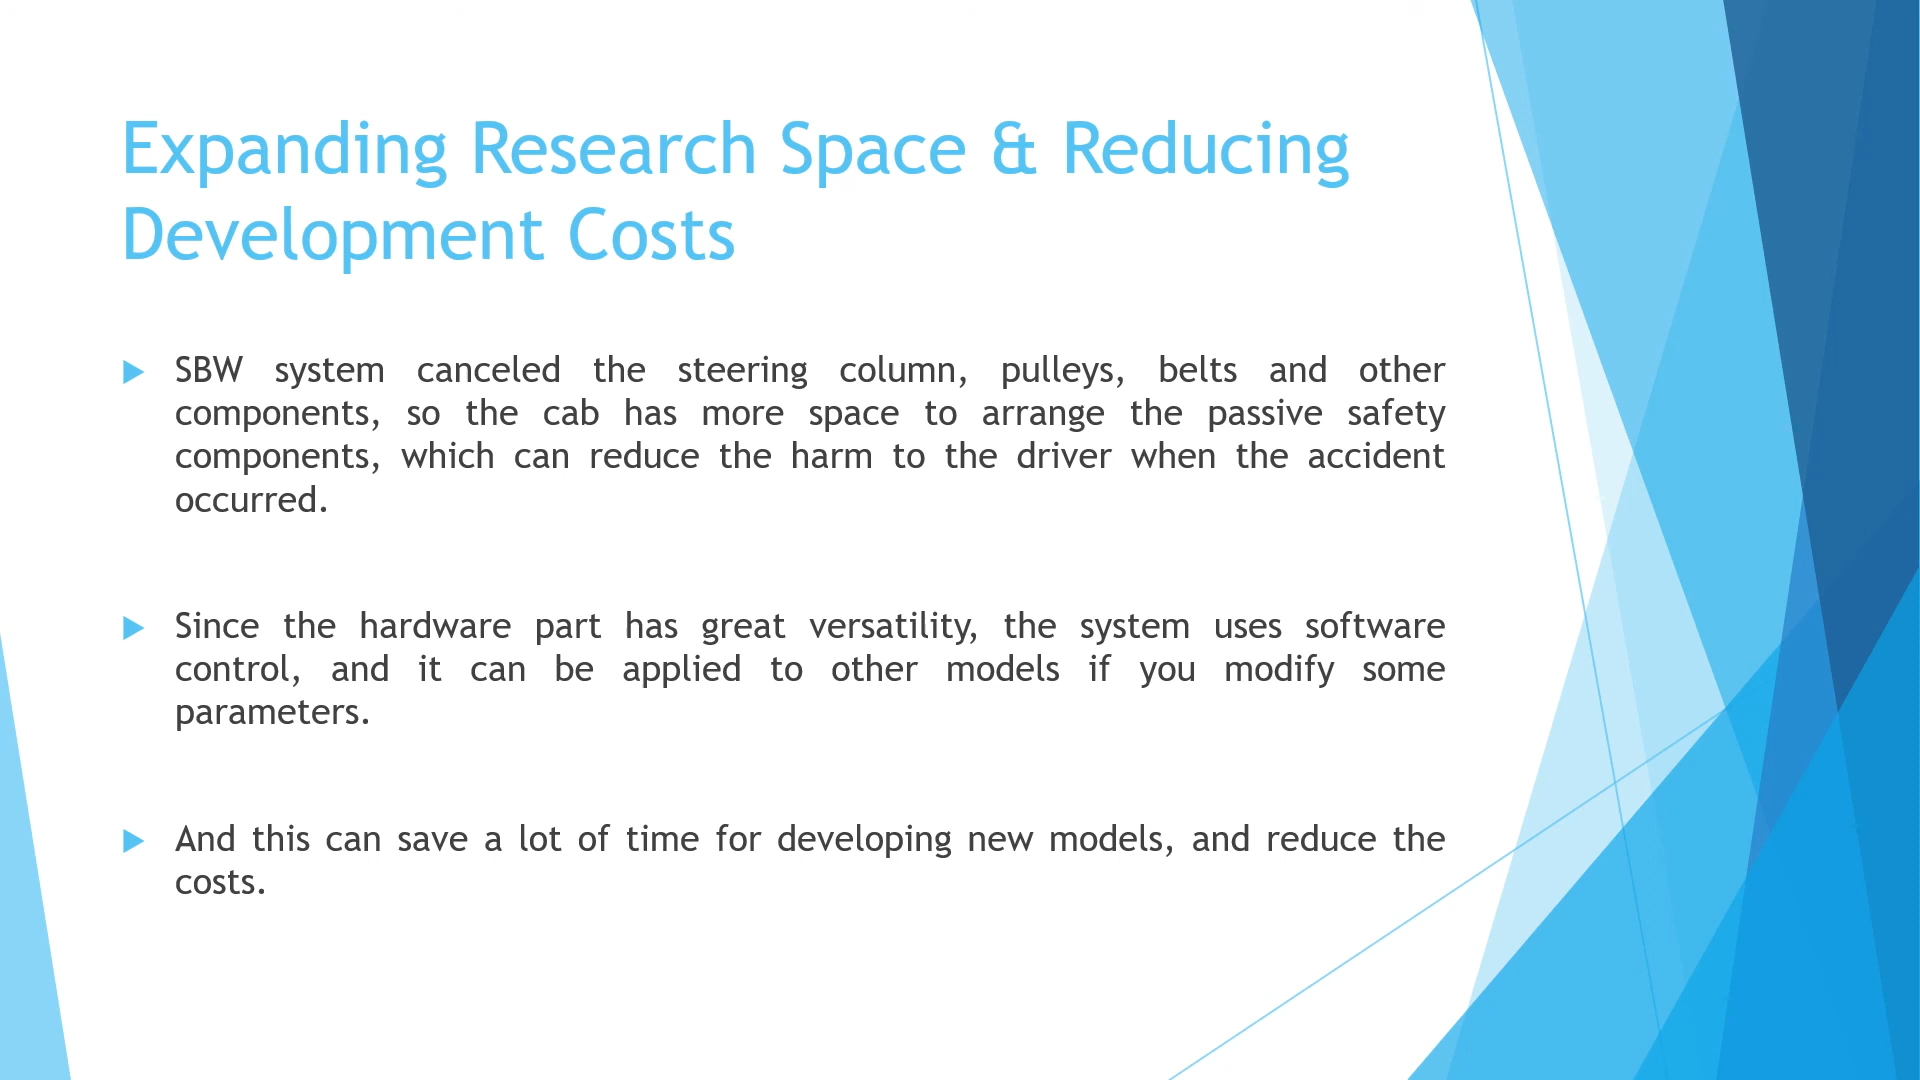 Expanding Research Space & Reducing
Development Costs
SBW system canceled the steering column, pulleys, belts and other
components, so the cab has more space to arrange the passive safety
components, which can reduce the harm to the driver when the accident
occurred.
Since the hardware part has great versatility, the system uses software
control, and it can be applied to other models if you modify some
parameters.
And this can save a lot of time for developing new models, and reduce the
costs.